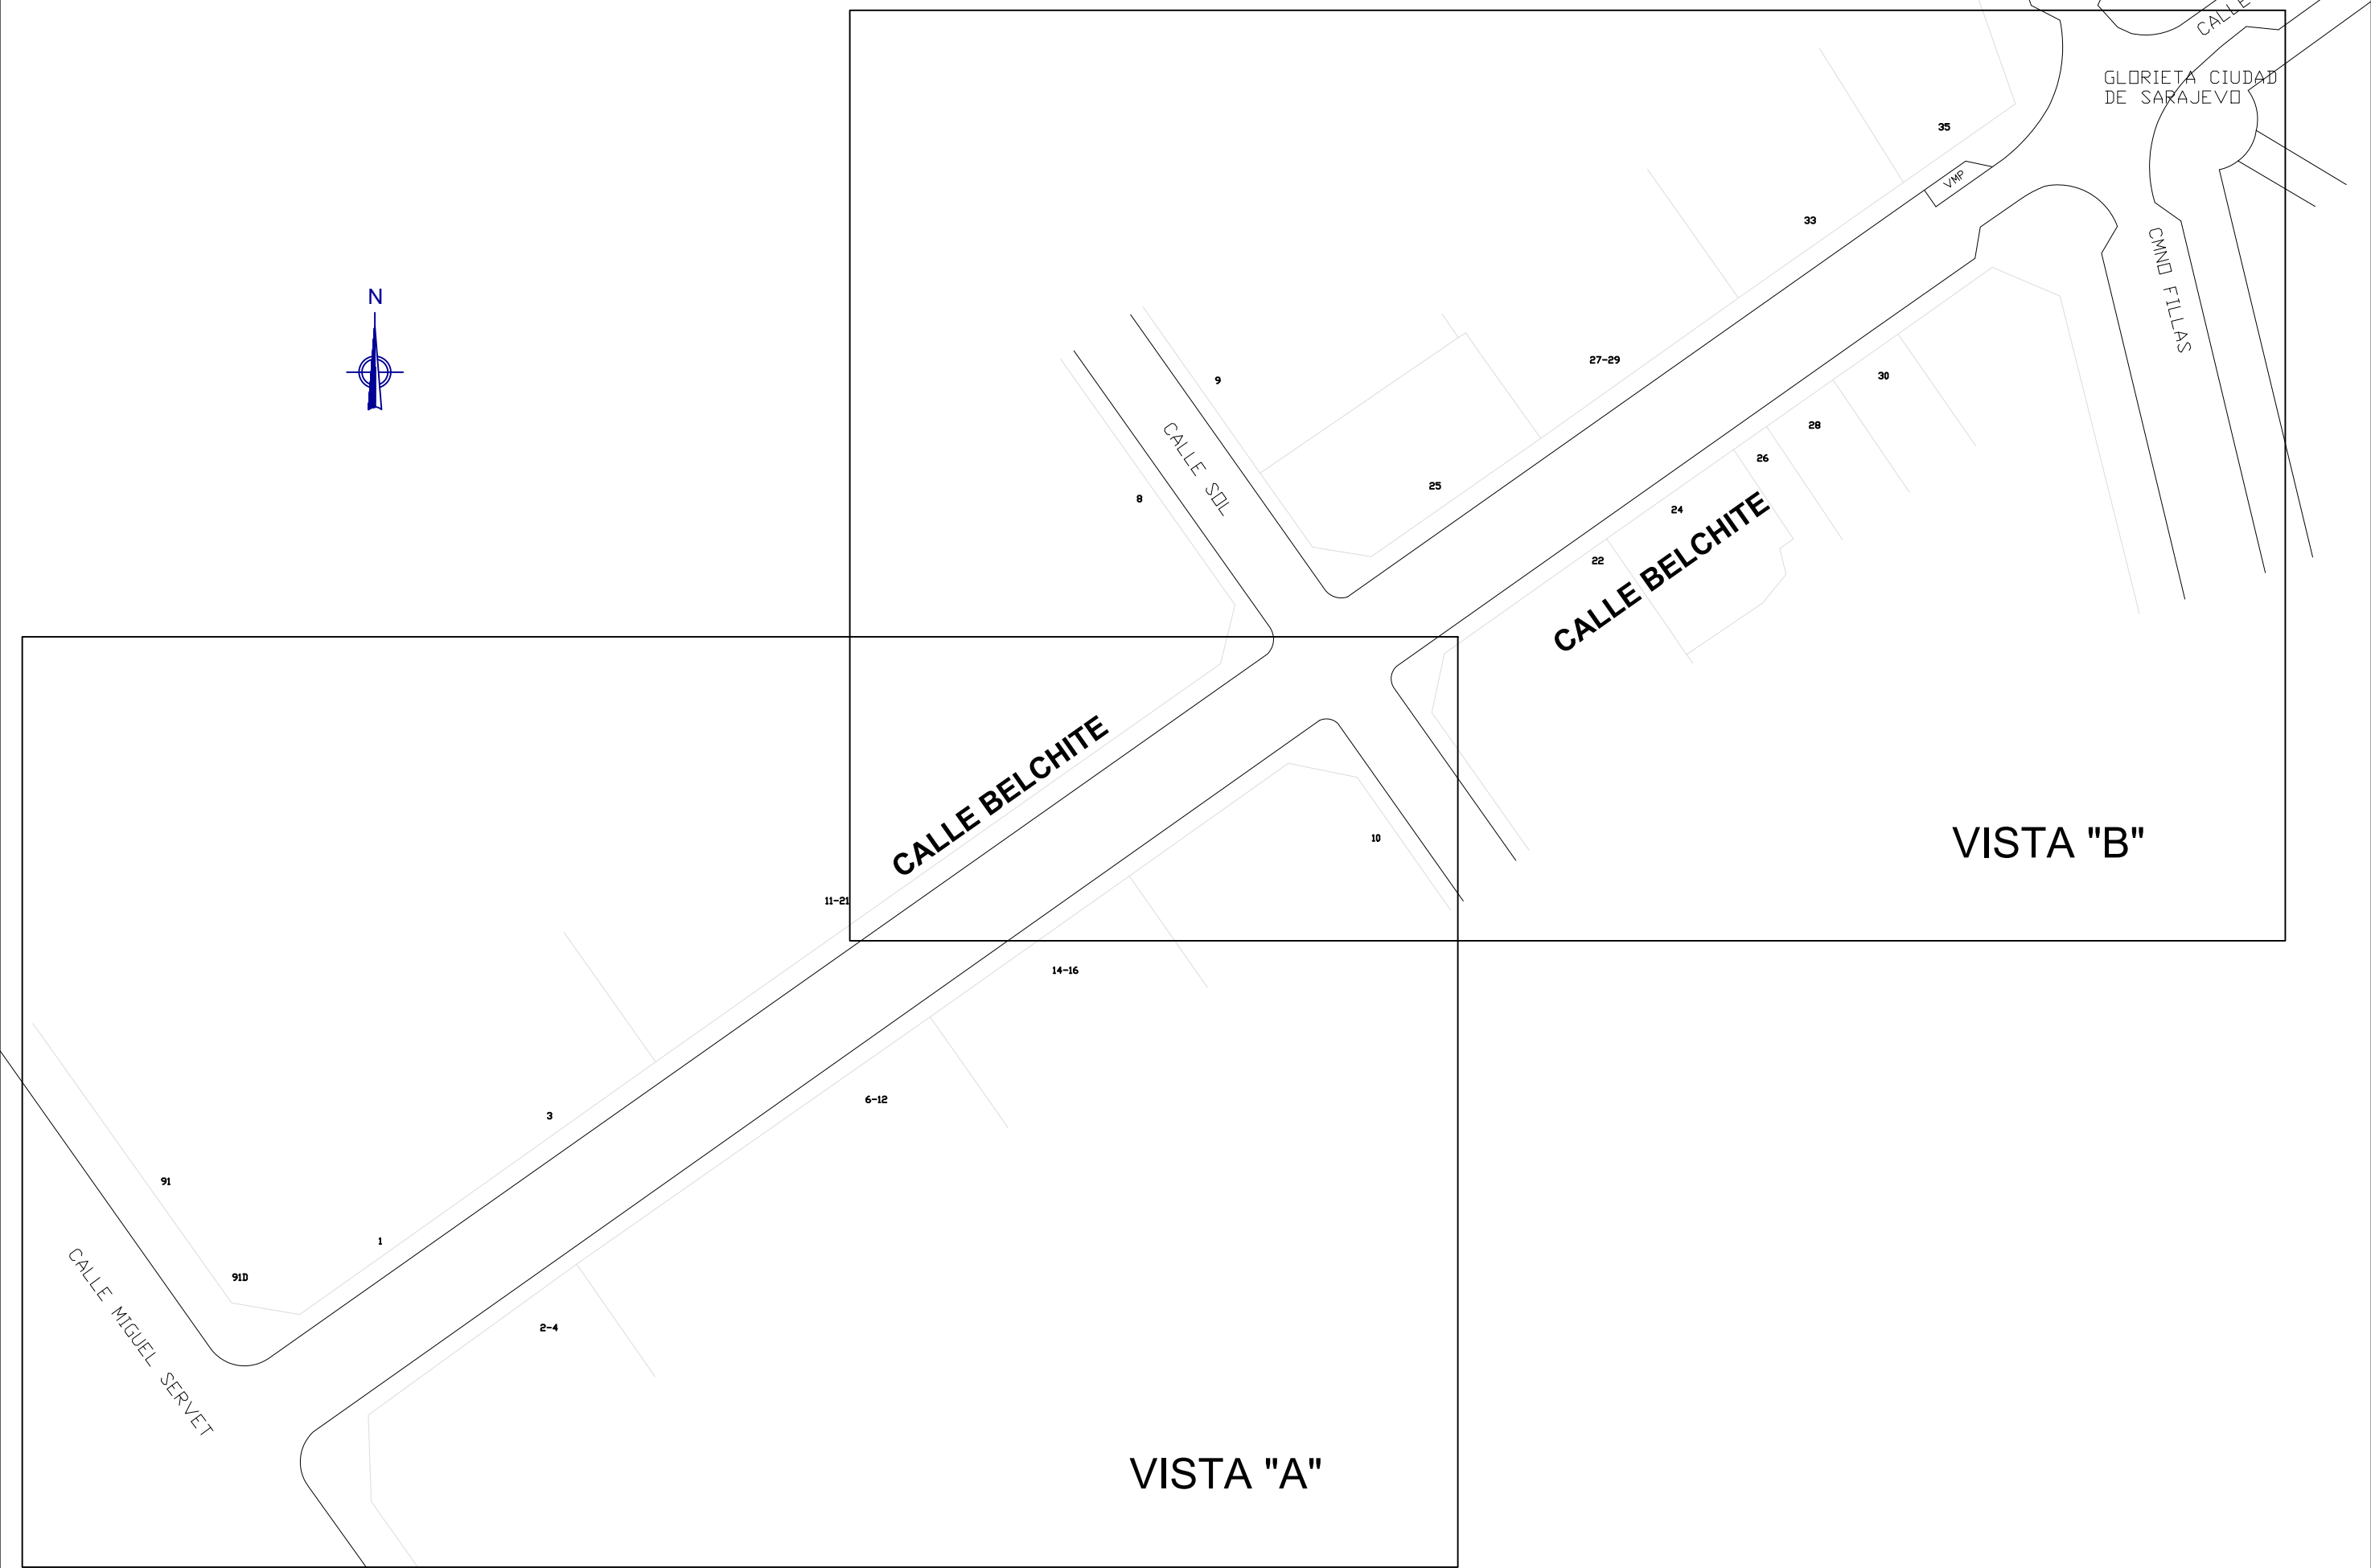 CALLE
GLORIETA CIUDAD
DE SARAJEVO
35
VMP
33
CMNO FILLAS
N
27-29
9
30
28
CALLE SOL
26
25
8
24
22
CALLE BELCHITE
CALLE BELCHITE
10
VISTA "B"
11-21
14-16
6-12
3
91
1
91D
CALLE MIGUEL SERVET
2-4
VISTA "A"